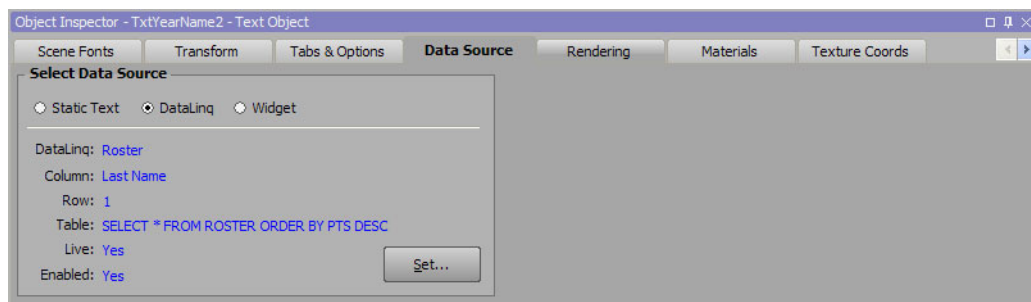 Object Inspector - TxtYearName2 - Text Object
Scene Fonts Transform Tabs & Options Data Source Rendering Materials Texture Coords
Select Data Source
Static Text DataLinq Widget
DataLinq: Roster
Column: Last Name
Row: 1
Table: SELECT * FROM ROSTER ORDER BY PTS DESC
Live: Yes
Enabled: Yes
Set...